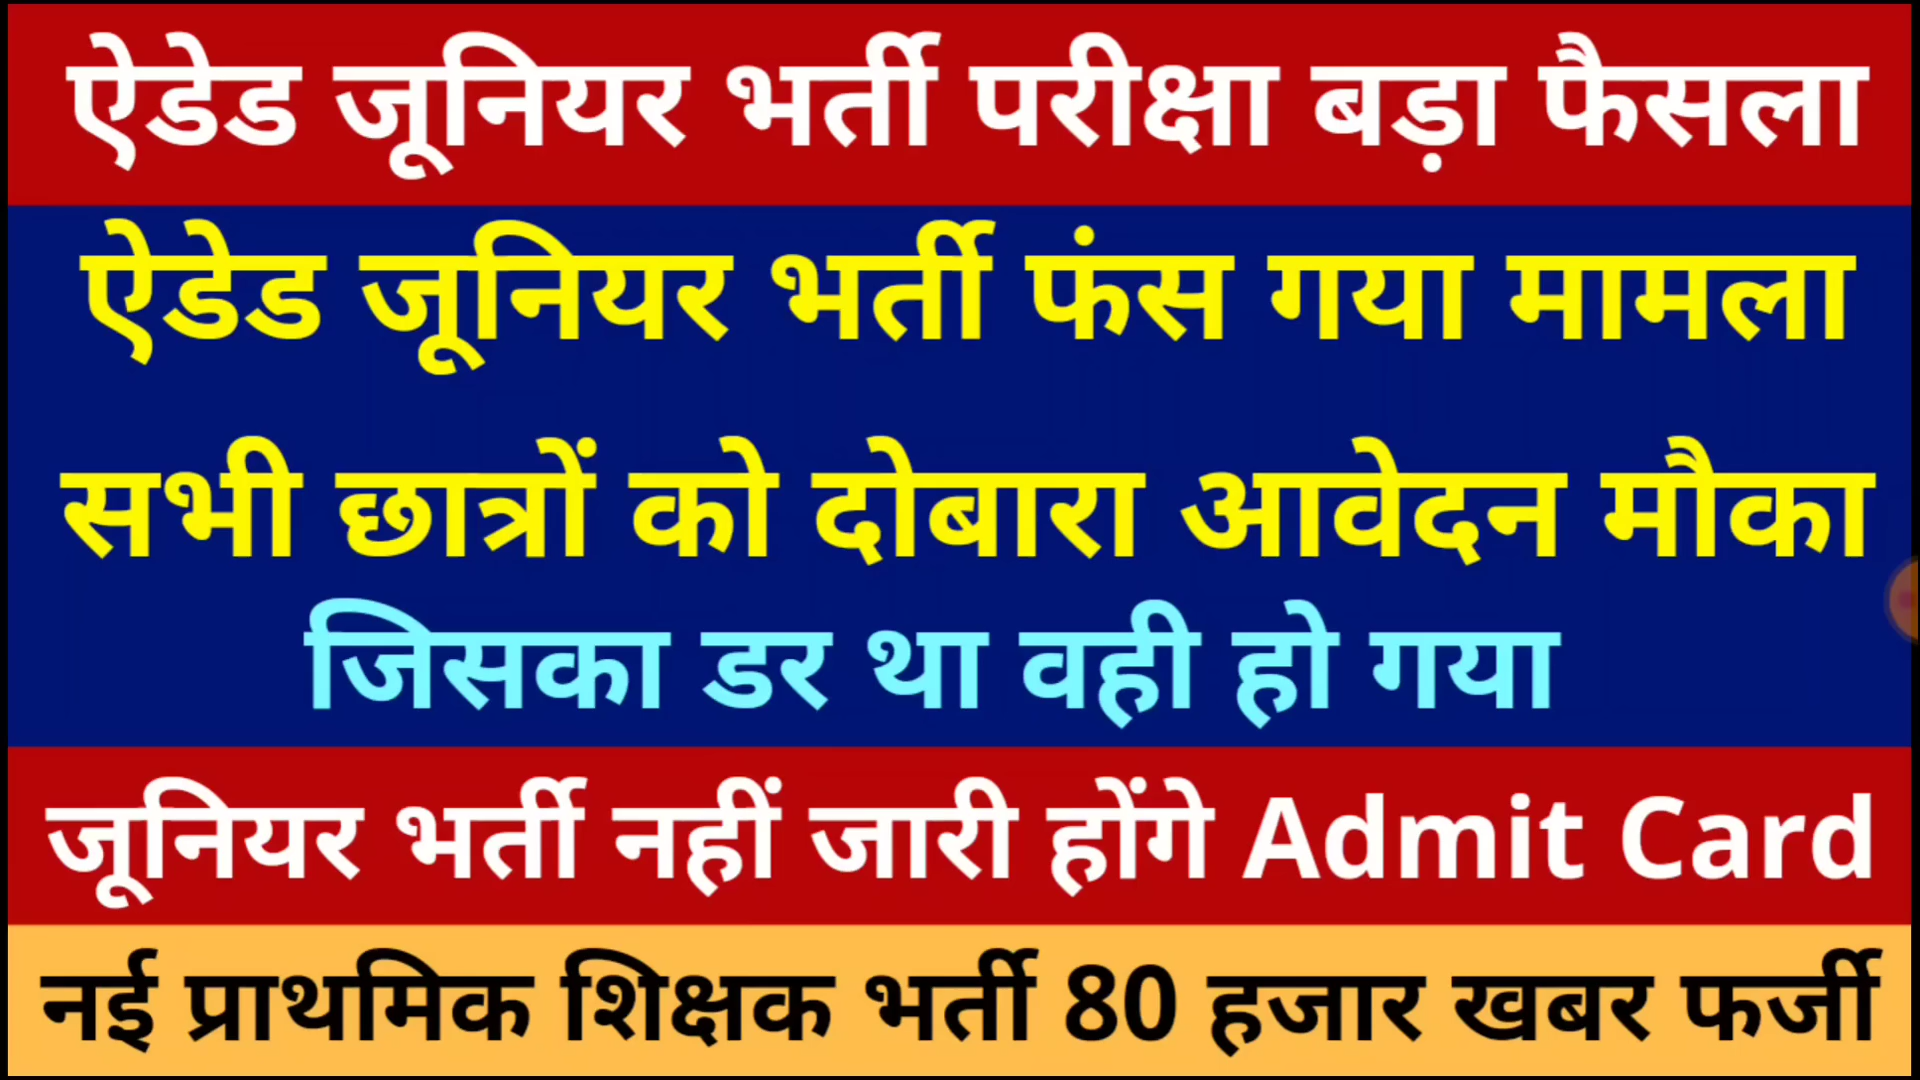 ऐडेड जूनियर भर्ती परीक्षा बड़ा फैसला
ऐडेड जूनियर भर्ती फंस गया मामला
सभी छात्रों को दोबारा आवेदन मौका
जिसका डर था वही हो गया
जूनियर भर्ती नहीं जारी होंगे Admit Card
नई प्राथमिक शिक्षक भर्ती 80 हजार खबर फर्जी